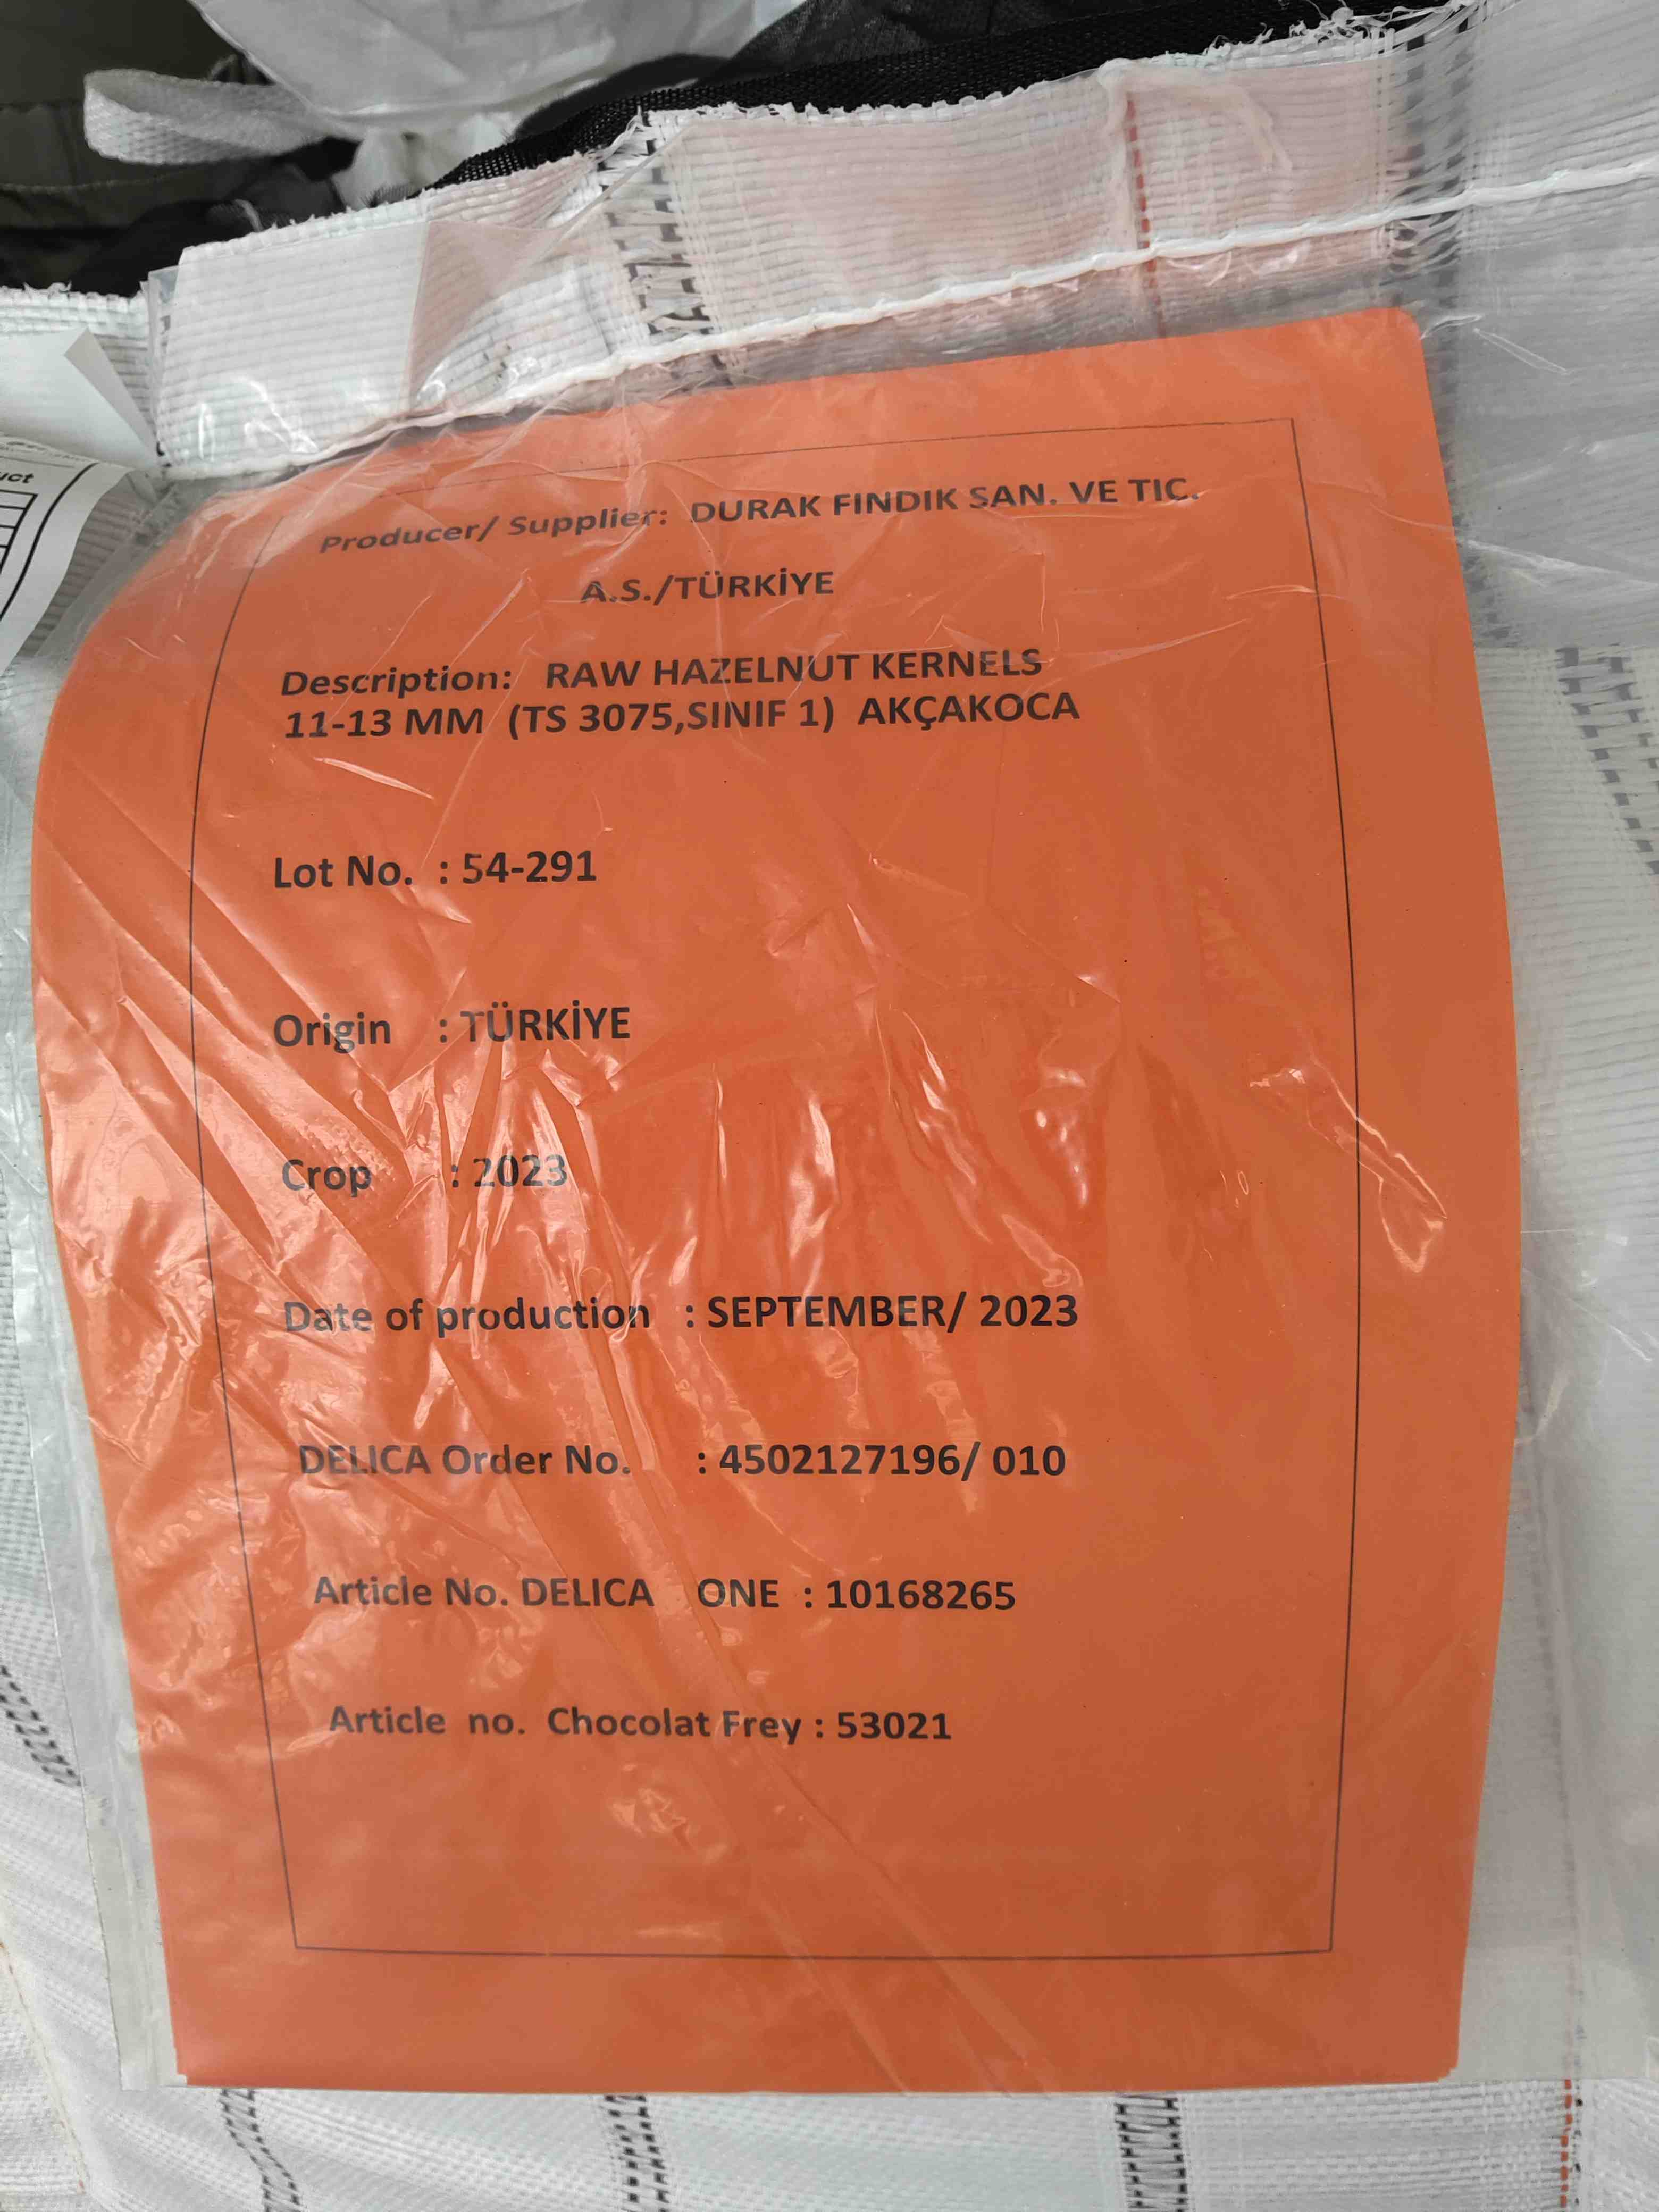 uct
Producer/ Supplier: DURAK FINDIK SAN. VE TIC.
A.S./TÜRKİYE
Description: RAW HAZELNUT KERNELS
11-13 MM (TS 3075,SINIF 1) AKÇAKOCA
Lot No. : 54-291
Origin : TÜRKİYE
Crop : 2023
Date of production : SEPTEMBER/ 2023
DELICA Order No. : 4502127196/ 010
Article No. DELICA ONE : 10168265
Article no. Chocolat Frey : 53021